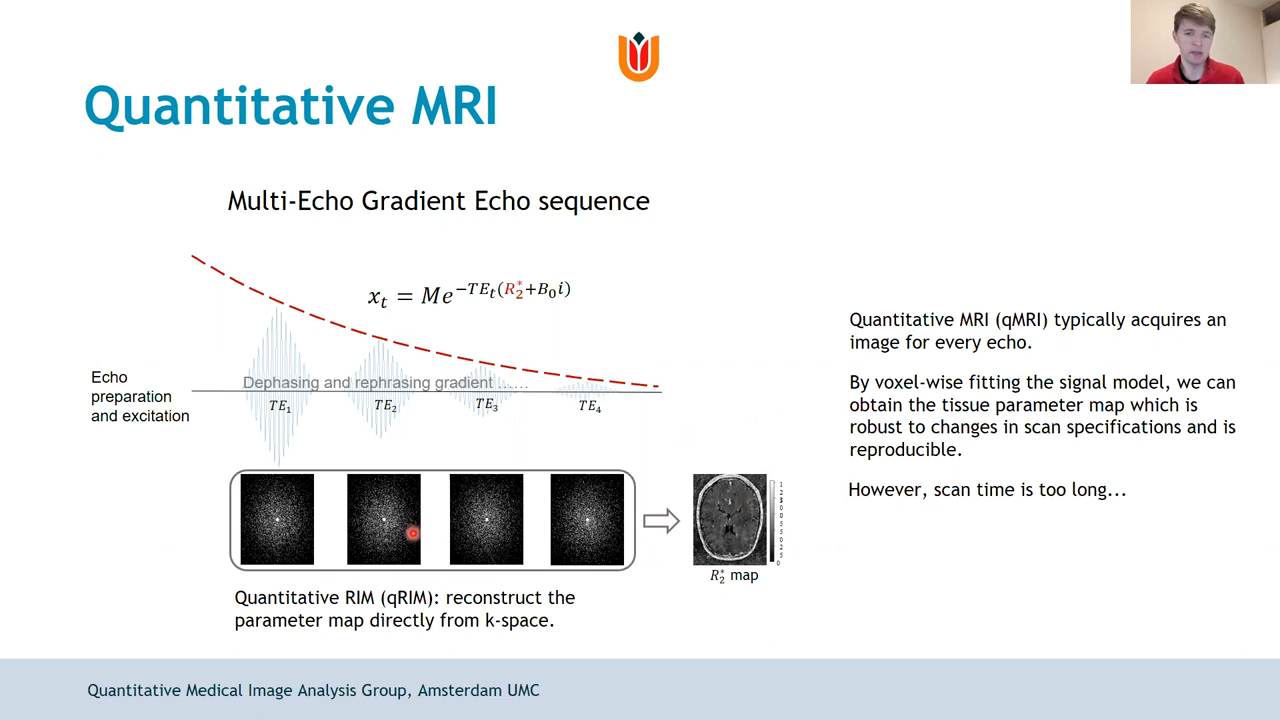 Quantitative MRI
Multi-Echo Gradient Echo sequence
x_t = Me^{-TE_t(R_2^*+B_0i)}
Echo
preparation
and excitation
Dephasing and rephrasing gradient ......
TE_1
TE_2
TE_3
TE_4
Quantitative MRI (qMRI) typically acquires an
image for every echo.
By voxel-wise fitting the signal model, we can
obtain the tissue parameter map which is
robust to changes in scan specifications and is
reproducible.
However, scan time is too long...
R_2^* map
Quantitative RIM (qRIM): reconstruct the
parameter map directly from k-space.
Quantitative Medical Image Analysis Group, Amsterdam UMC